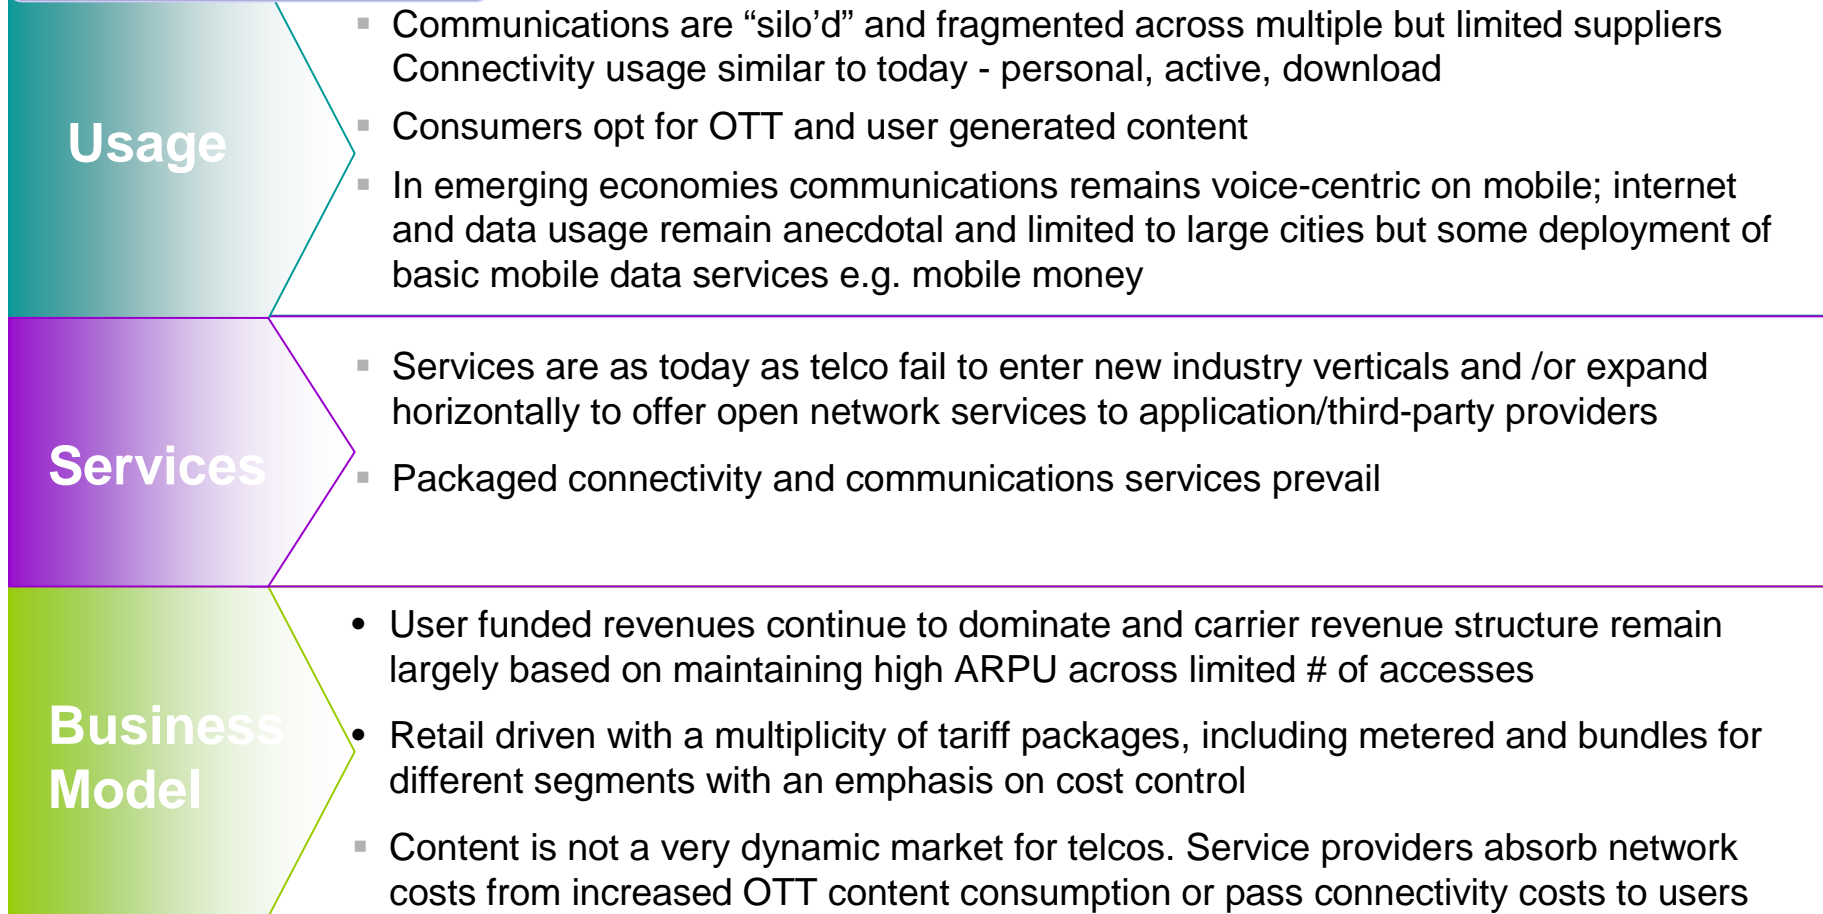 Communications are “silo’d” and fragmented across multiple but limited suppliers
Connectivity usage similar to today - personal, active, download
Usage
Consumers opt for OTT and user generated content
In emerging economies communications remains voice-centric on mobile; internet
and data usage remain anecdotal and limited to large cities but some deployment of
basic mobile data services e.g. mobile money
Services
Services are as today as telco fail to enter new industry verticals and /or expand
horizontally to offer open network services to application/third-party providers
Packaged connectivity and communications services prevail
Business
Model
User funded revenues continue to dominate and carrier revenue structure remain
largely based on maintaining high ARPU across limited # of accesses
Retail driven with a multiplicity of tariff packages, including metered and bundles for
different segments with an emphasis on cost control
Content is not a very dynamic market for telcos. Service providers absorb network
costs from increased OTT content consumption or pass connectivity costs to users